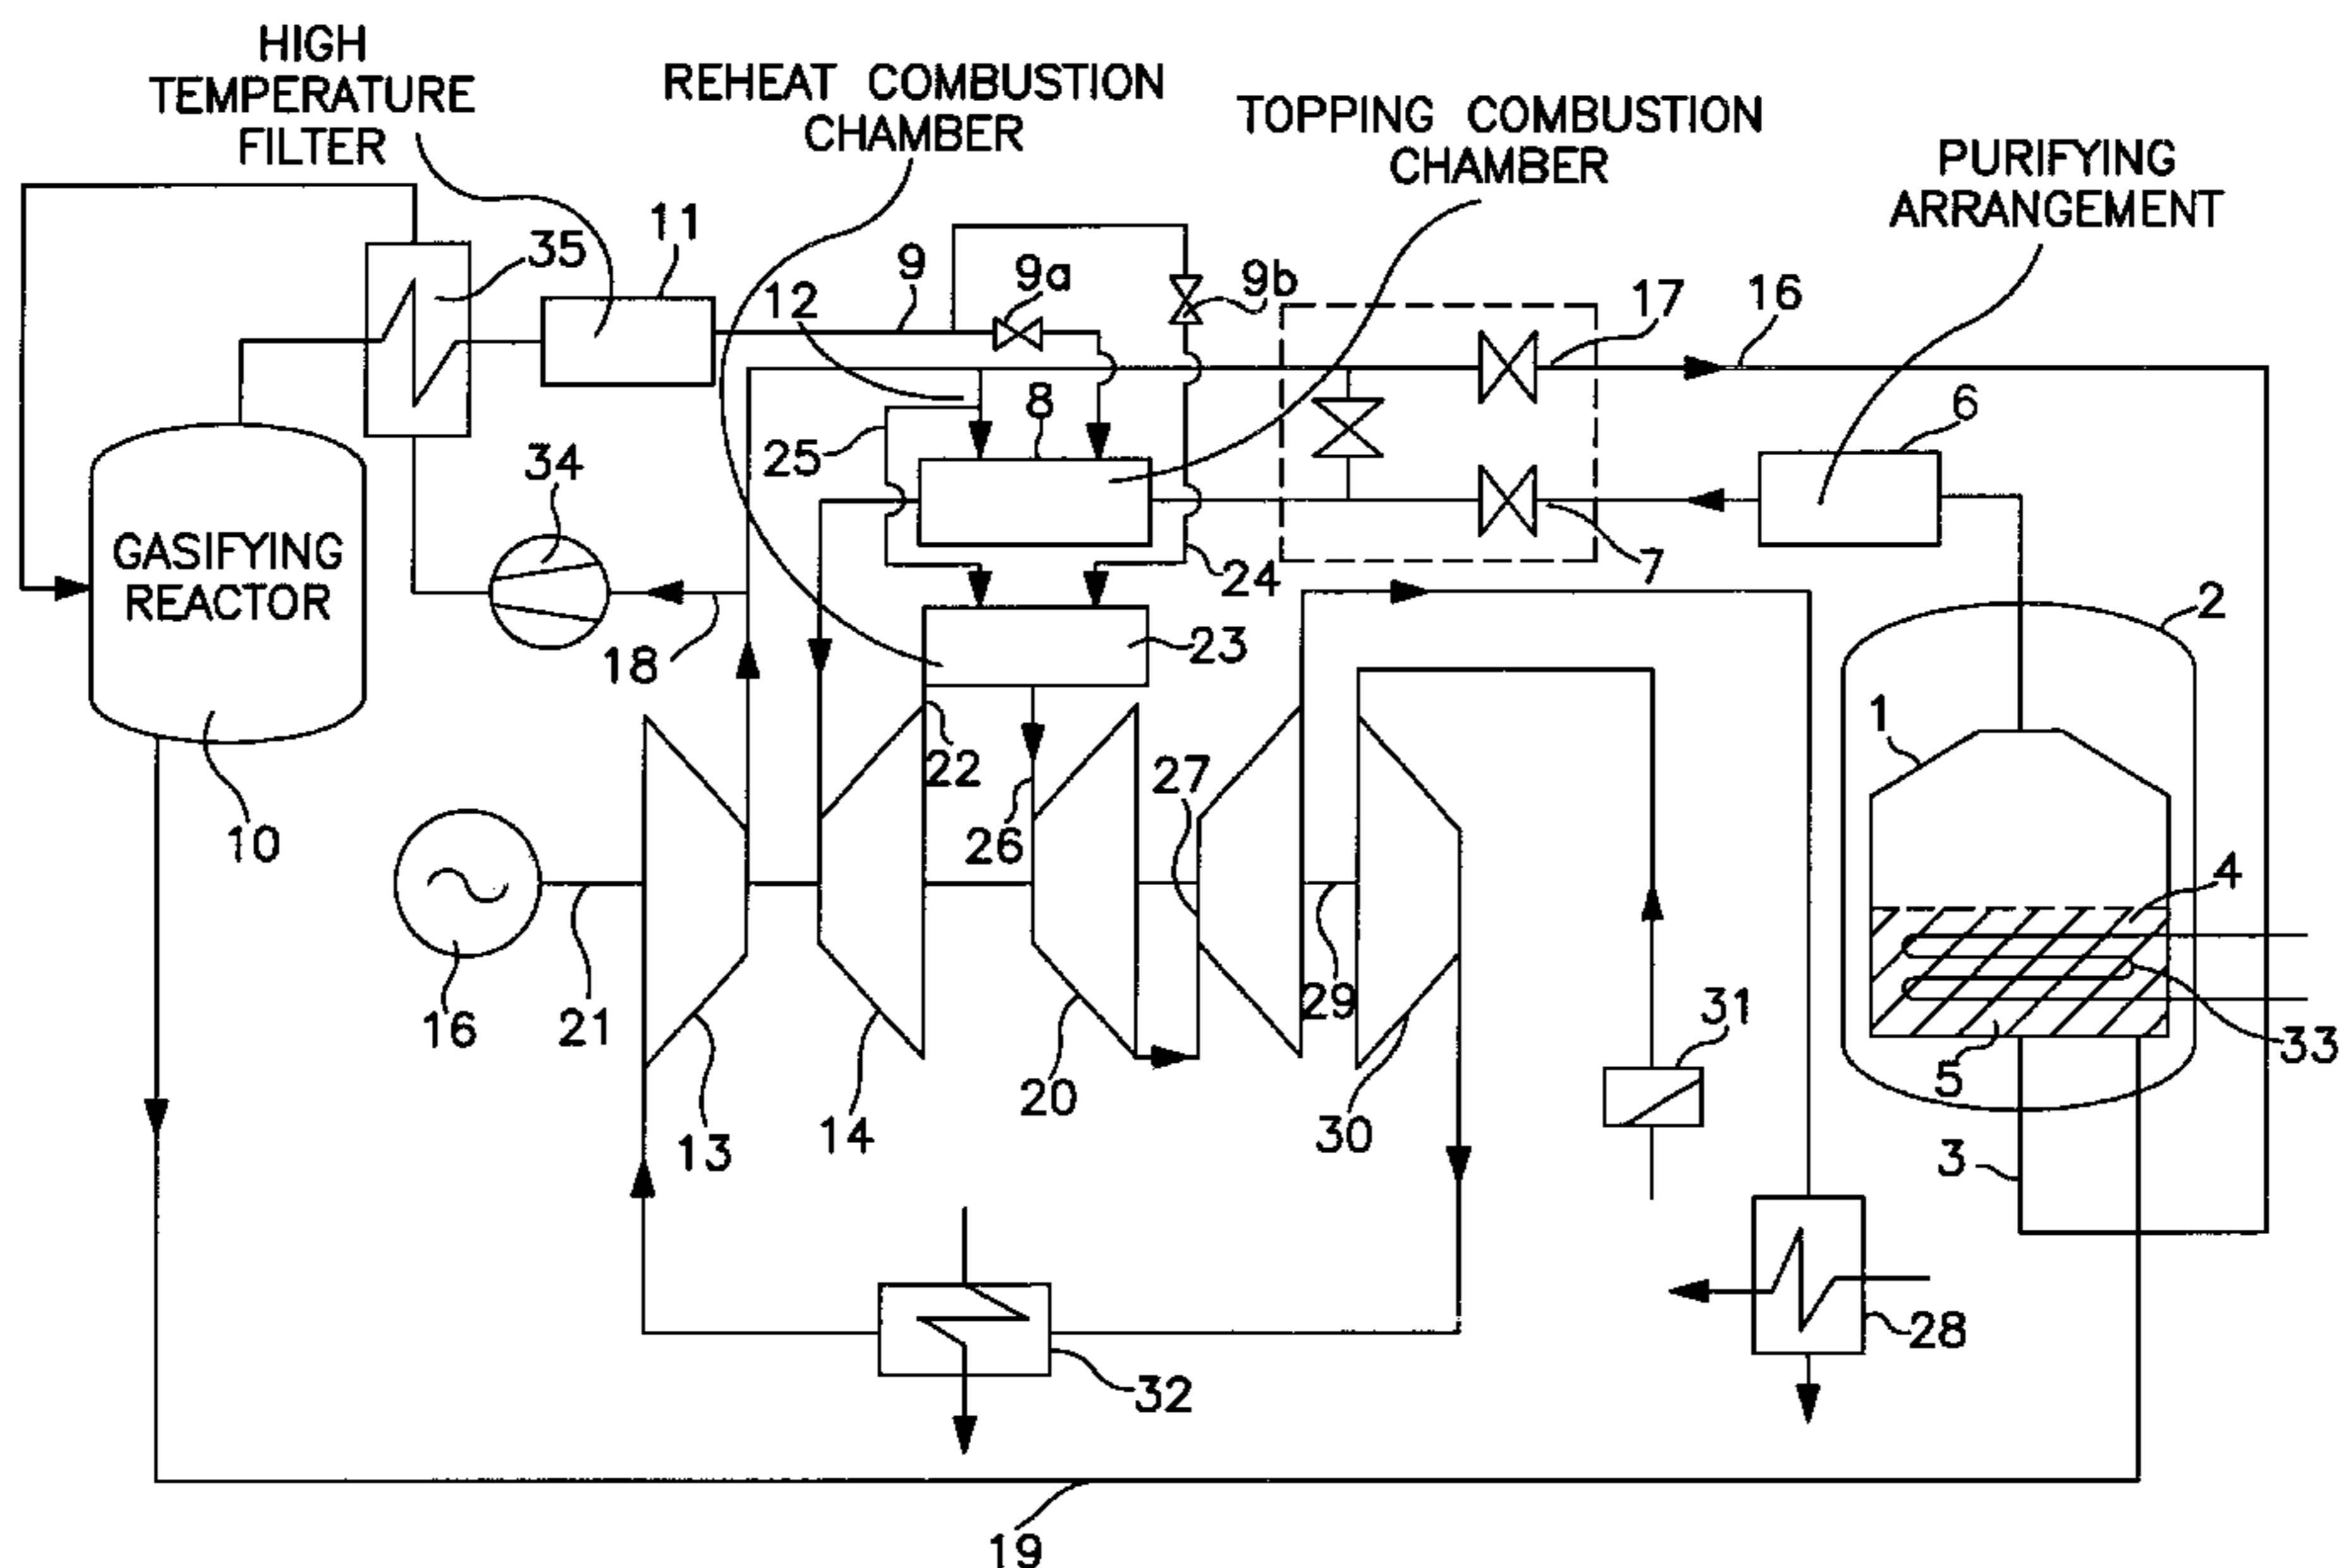 HIGH
TEMPERATURE
FILTER
REHEAT COMBUSTION
CHAMBER
TOPPING COMBUSTION
CHAMBER
PURIFYING
ARRANGEMENT
35
11
9
9a
9b
12
17
16
8
6
25
34
GASIFYING
REACTOR
7
24
2
18
23
1
22
27
10
26
4
16
21
29
31
33
5
20
13
14
30
3
28
32
19